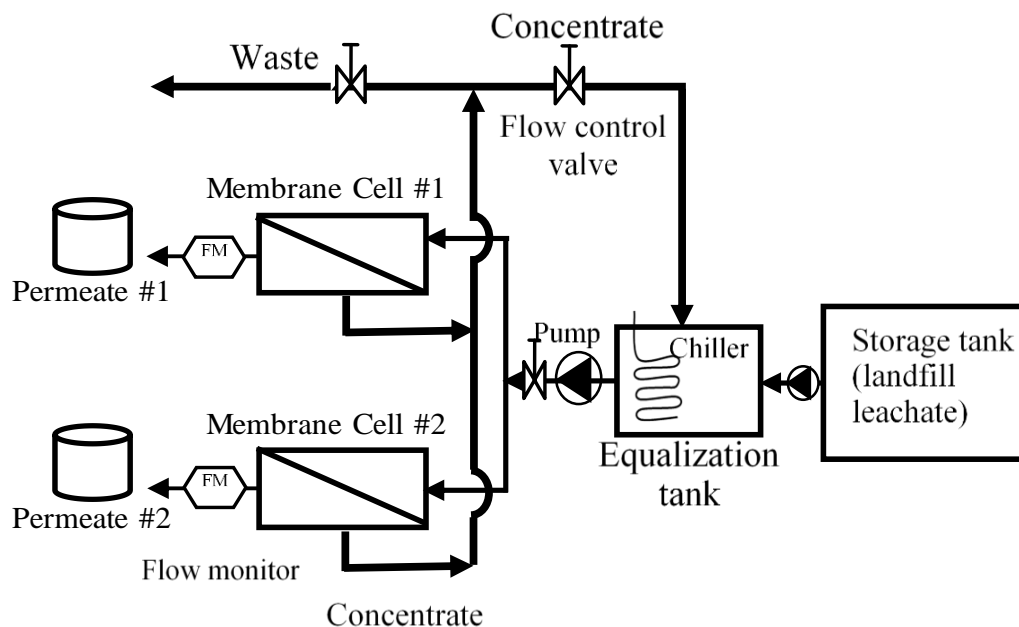 Concentrate
Waste
Flow control
valve
Membrane Cell #1
FM
Permeate #1
Pump
Chiller
Storage tank
(landfill
leachate)
Membrane Cell #2
Equalization
tank
FM
Permeate #2
Flow monitor
Concentrate